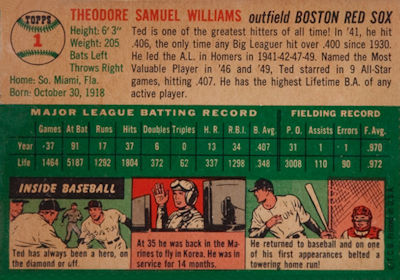 TOPPS
1
THEODORE SAMUEL WILLIAMS outfield BOSTON RED SOX
Height: 6' 3"
Weight: 205
Bats Left
Throws Right
Home: So. Miami, Fla.
Born: October 30, 1918
Ted is one of the greatest hitters of all time! In '41, he hit
.406, the only time any Big Leaguer hit over .400 since 1930.
He led the A.L. in Homers in 1941-42-47-49. Named the Most
Valuable Player in '46 and '49, Ted starred in 9 All-Star
games, hitting .407. He has the highest Lifetime B.A. of any
active player.
MAJOR LEAGUE BATTING RECORD FIELDING RECORD
Games At Bat Runs Hits Doubles Triples H. R. R.B.I. B. Avg. P. O. Assists Errors F. Avg.
Year -37 91 17 37 6 0 13 34 .407 31 1 1 .970
Life 1464 5187 1292 1804 372 62 337 1298 .348 3008 110 90 .972
INSIDE BASEBALL
Ted has always been a hero, on
the diamond or off.
At 35 he was back in the Ma-
rines to fly in Korea. He was in
service for 14 months.
He returned to baseball and on one
of his first appearances belted a
towering home run!